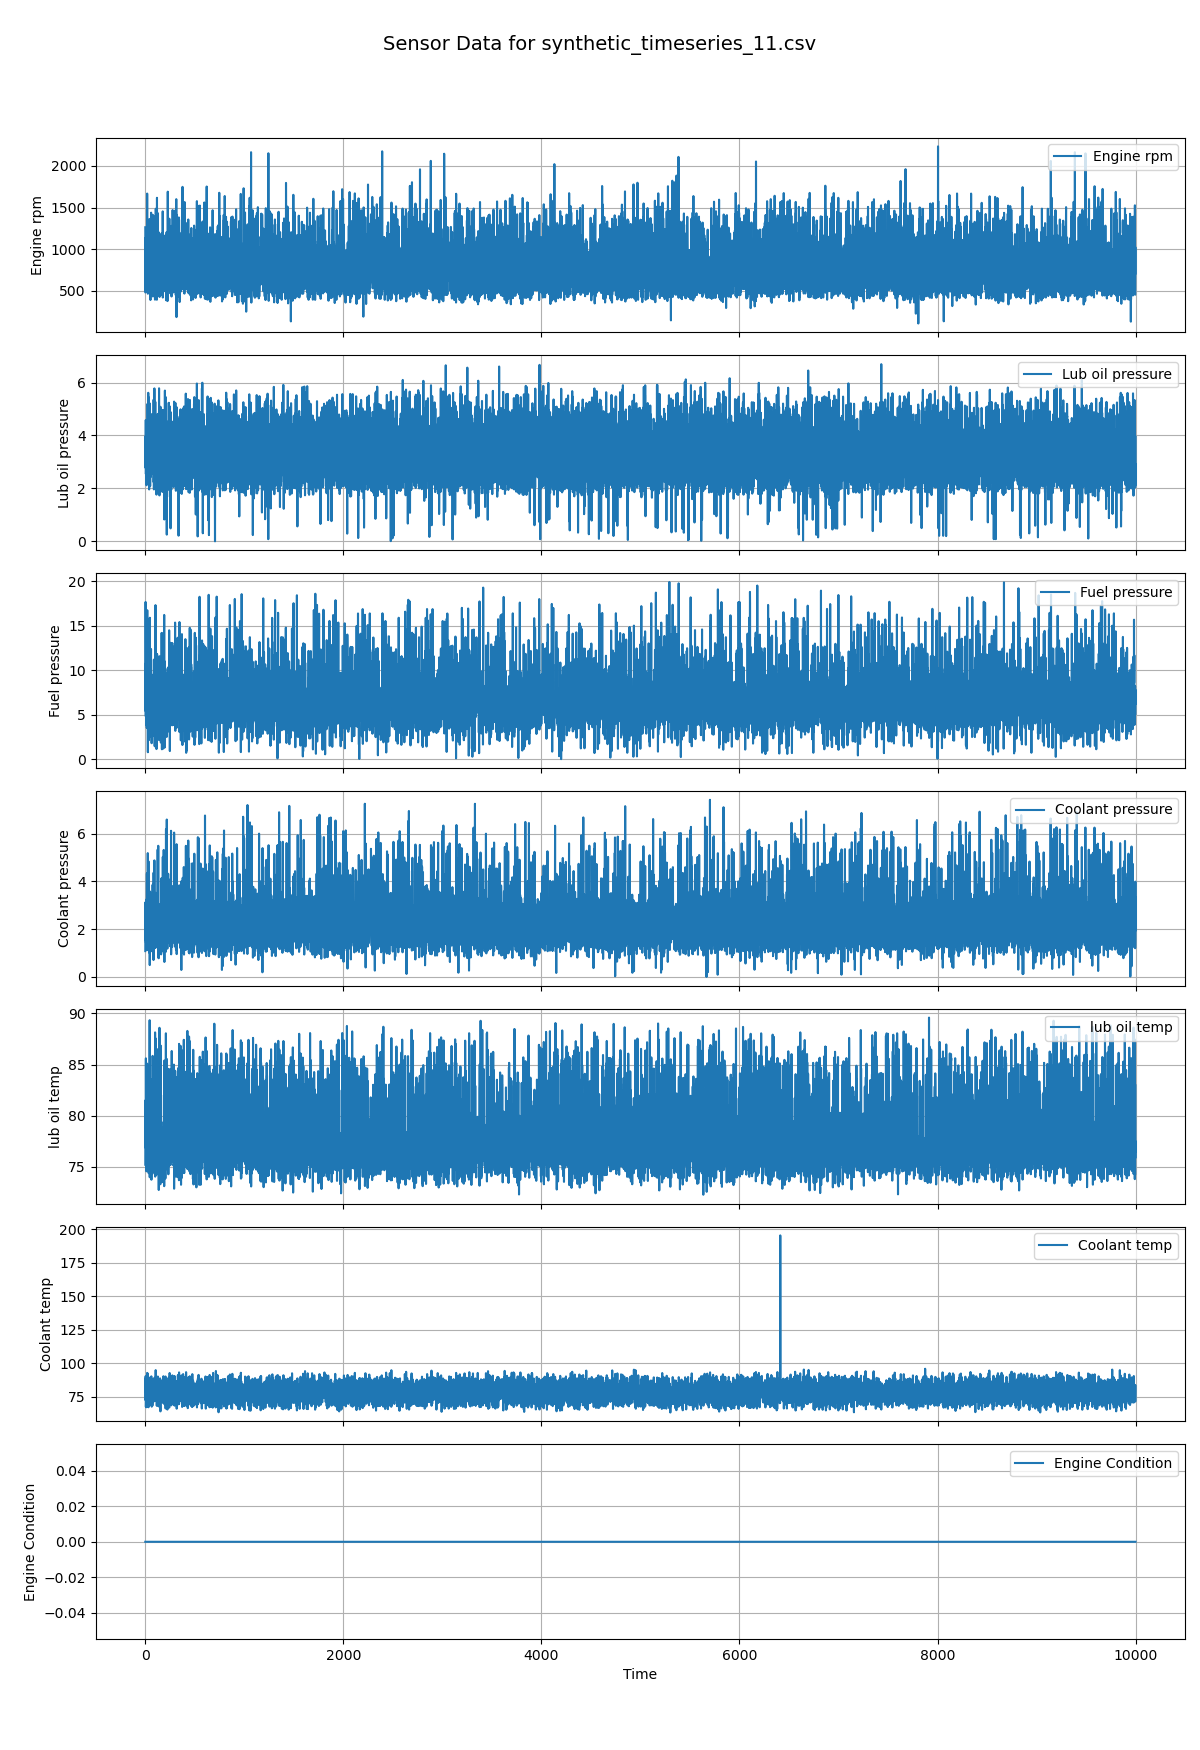 Sensor Data for synthetic_timeseries_11.csv
Engine rpm
2000
1500
1000
500
Engine rpm
Lub oil pressure
6
4
2
0
Lub oil pressure
Fuel pressure
20
15
10
5
0
Fuel pressure
Coolant pressure
6
4
2
0
Coolant pressure
lub oil temp
90
85
80
75
lub oil temp
Coolant temp
200
175
150
125
100
75
Coolant temp
Engine Condition
0.04
0.02
0.00
−0.02
−0.04
Engine Condition
0 2000 4000 6000 8000 10000
Time